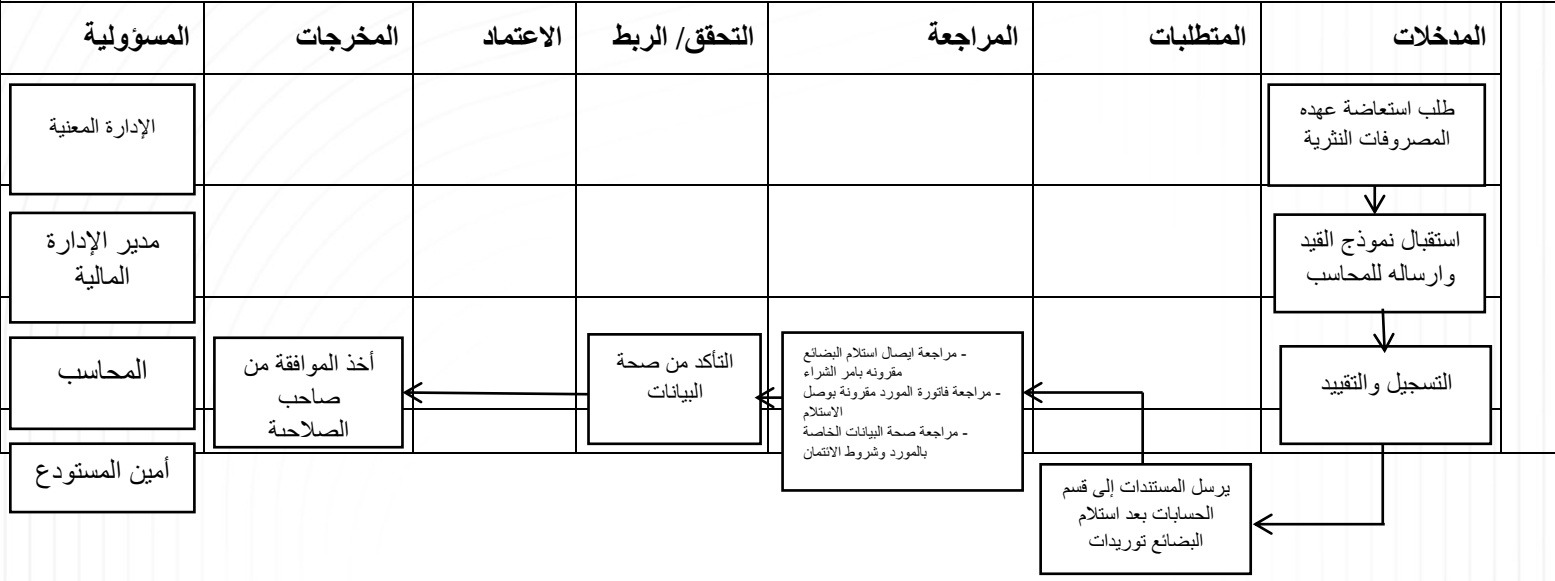 المدخلات
المتطلبات
المراجعة
التحقق/ الربط
الاعتماد
المخرجات
المسؤولية
طلب استعاضة عهده
المصروفات النثرية
الإدارة المعنية
استقبال نموذج القيد
وارساله للمحاسب
مدير الإدارة
المالية
التسجيل والتقييد
- مراجعة ايصال استلام البضائع
مقرونه بامر الشراء
- مراجعة فاتورة المورد مقرونة بوصل
الاستلام
- مراجعة صحة البيانات الخاصة
بالمورد وشروط الائتمان
التأكد من صحة
البيانات
أخذ الموافقة من
صاحب
الصلاحية
المحاسب
يرسل المستندات إلى قسم
الحسابات بعد استلام
البضائع توريدات
أمين المستودع